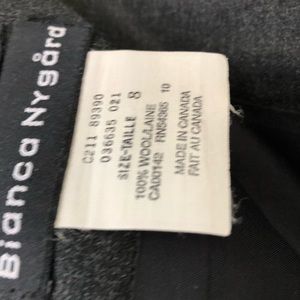 Bianca Nygård
C211 89390
036635 021
SIZE-TAILLE 8
100% WOOL/LAINE
CA00142 RN54365 10
MADE IN CANADA
FAIT AU CANADA